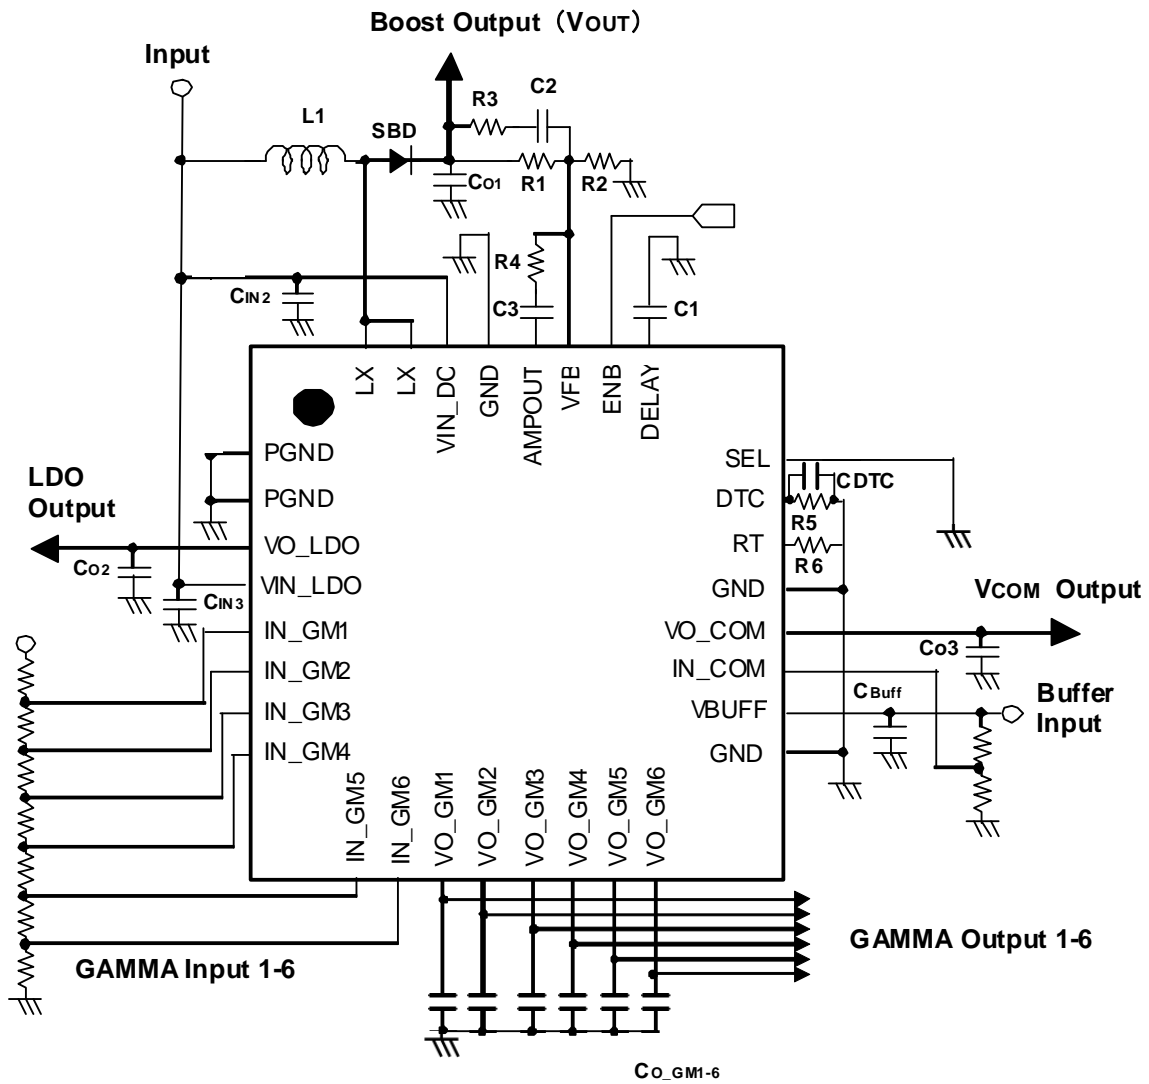 Boost Output (VOUT)
Input
C2
R3
L1
SBD
CO1
R1
R2
R4
CIN2
C3
C1
LX
LX
VIN_DC
GND
AMPOUT
VFB
ENB
DELAY
PGND
PGND
VO_LDO
VIN_LDO
IN_GM1
IN_GM2
IN_GM3
IN_GM4
IN_GM5
IN_GM6
VO_GM1
VO_GM2
VO_GM3
VO_GM4
VO_GM5
VO_GM6
SEL
DTC
RT
GND
VO_COM
IN_COM
VBUFF
GND
LDO
Output
CO2
CIN3
CDTC
R5
R6
VCOM Output
Co3
CBuff
Buffer
Input
GAMMA Input 1-6
GAMMA Output 1-6
CO_GM1-6